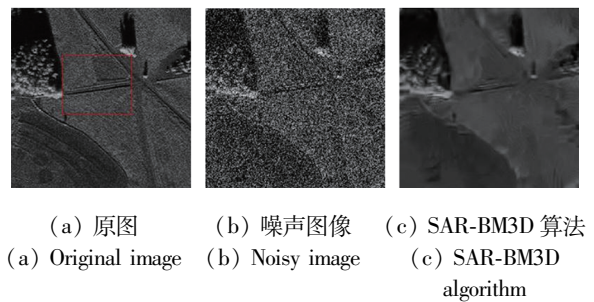 (a) 原图 (b) 噪声图像 (c) SAR-BM3D 算法
(a) Original image (b) Noisy image (c) SAR-BM3D
algorithm